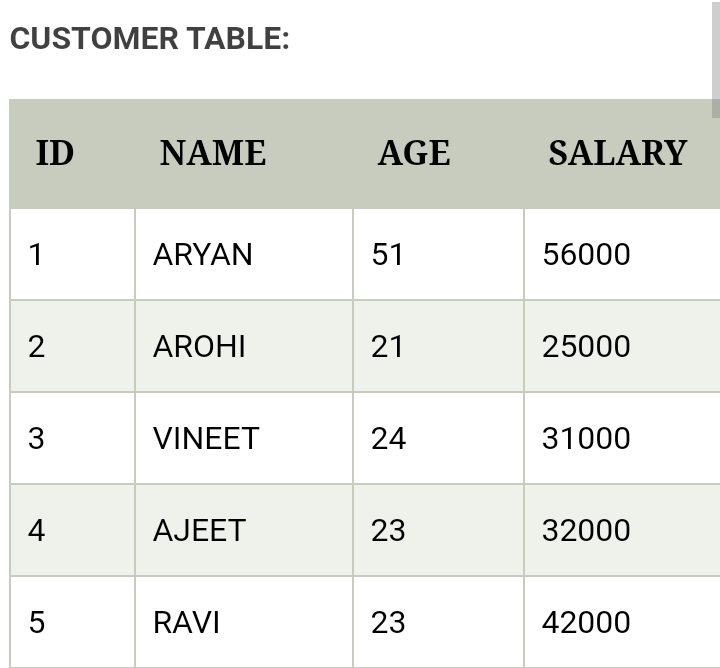 CUSTOMER TABLE:
ID NAME AGE SALARY
1 ARYAN 51 56000
2 AROHI 21 25000
3 VINEET 24 31000
4 AJEET 23 32000
5 RAVI 23 42000